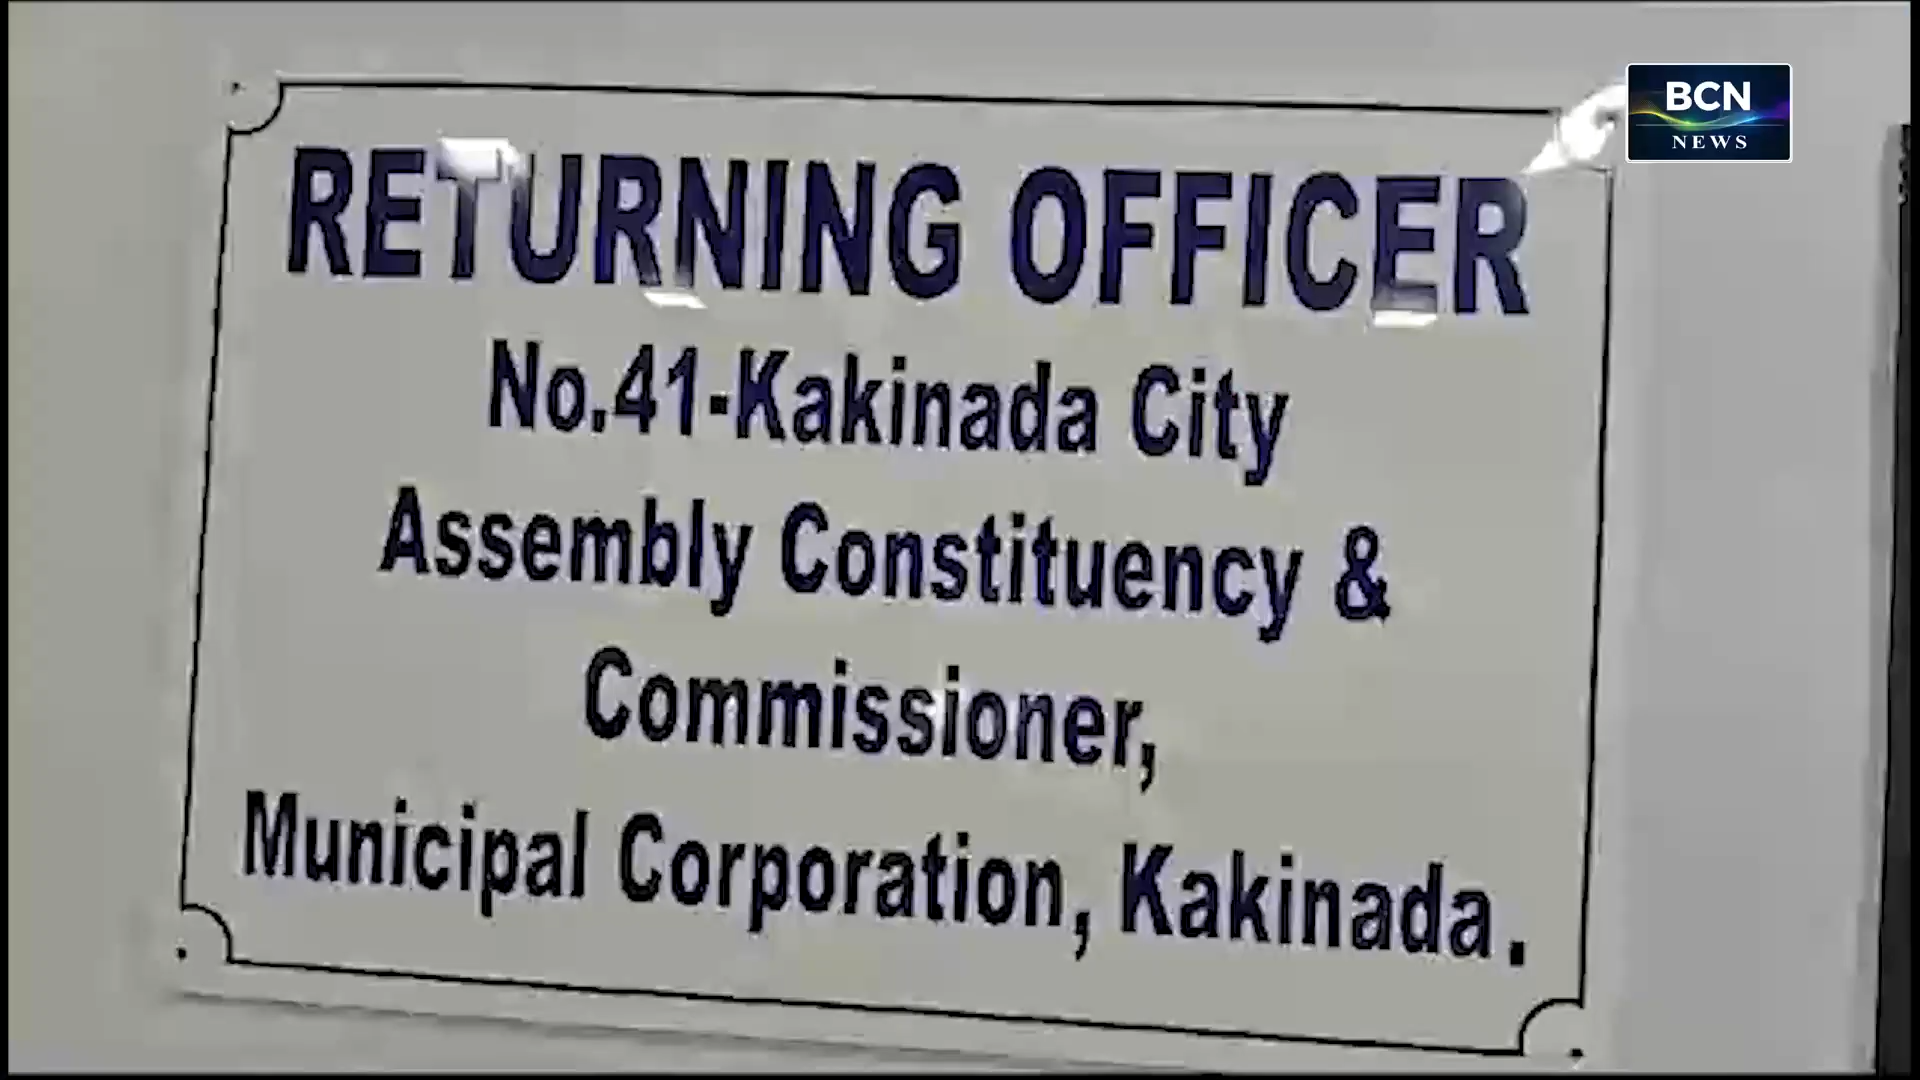 BCN
NEWS
RETURNING OFFICER
No.41-Kakinada City
Assembly Constituency &
Commissioner,
Municipal Corporation, Kakinada.